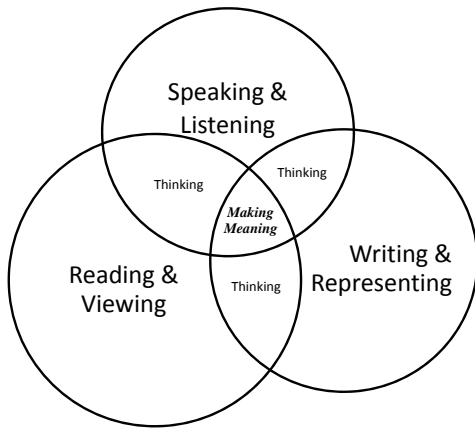 Speaking &
Listening
Thinking
Thinking
Making
Meaning
Reading &
Viewing
Writing &
Representing
Thinking